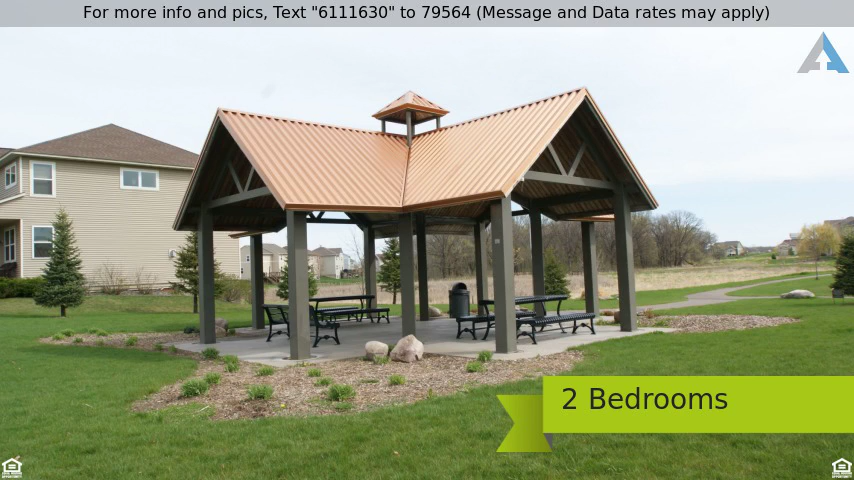 For more info and pics, Text "6111630" to 79564 (Message and Data rates may apply)
2 Bedrooms